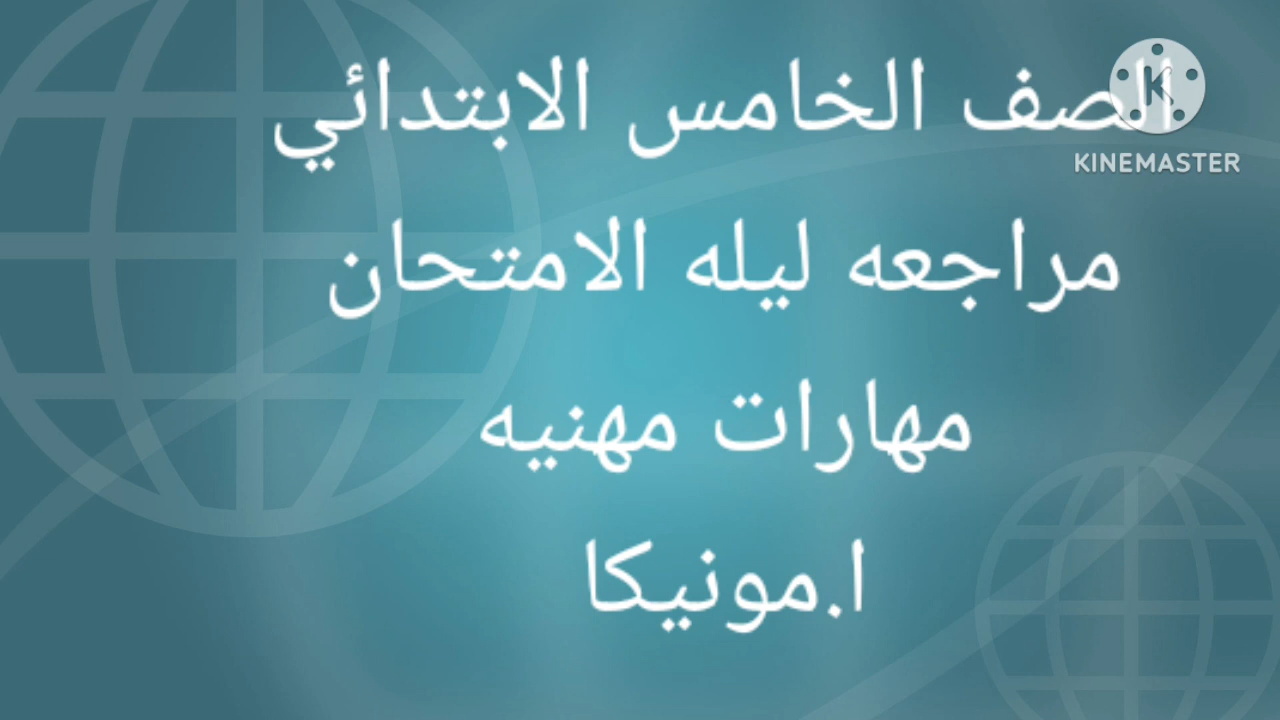 الصف الخامس الابتدائي
KINEMASTER
مراجعه ليله الامتحان
مهارات مهنيه
ا.مونيكا